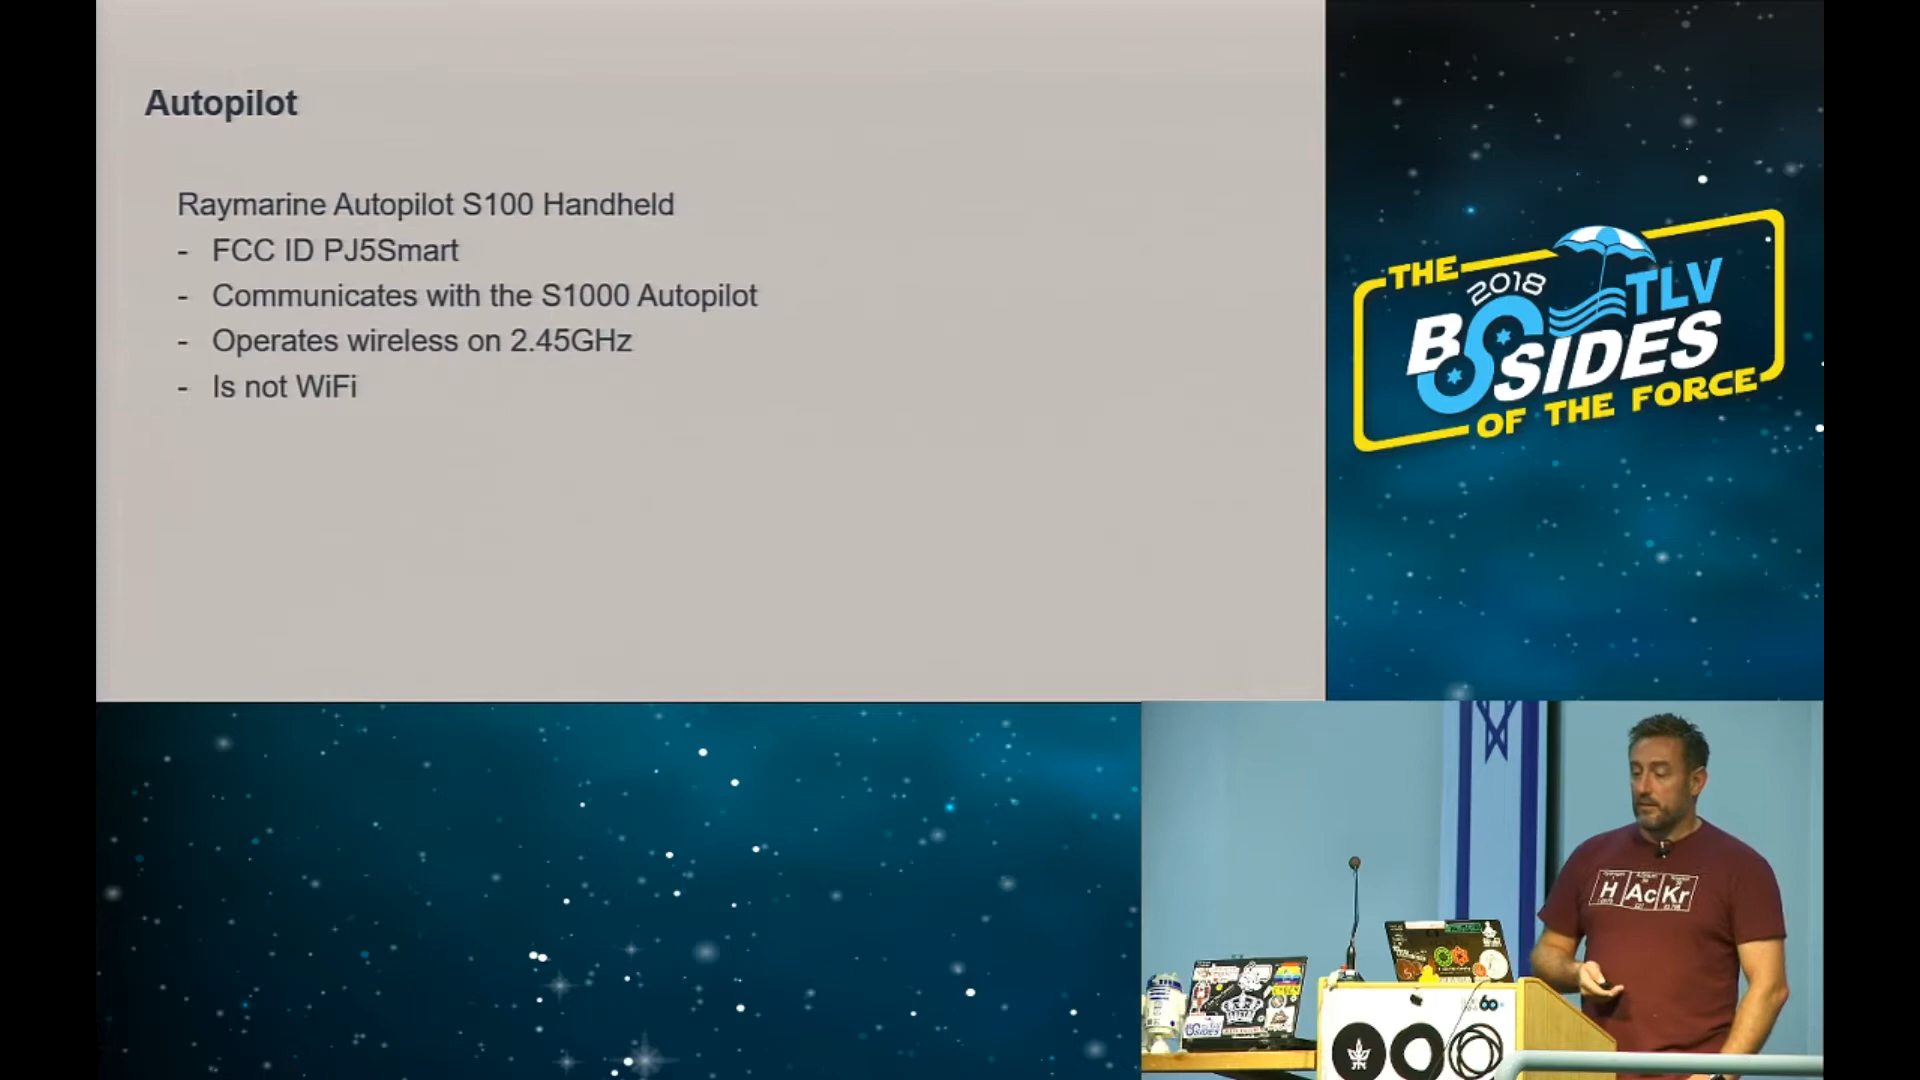 Autopilot
Raymarine Autopilot S100 Handheld
- FCC ID PJ5Smart
- Communicates with the S1000 Autopilot
- Operates wireless on 2.45GHz
- Is not WiFi
THE
2018
TLV
BSIDES
OF THE FORCE
H Ac Kr